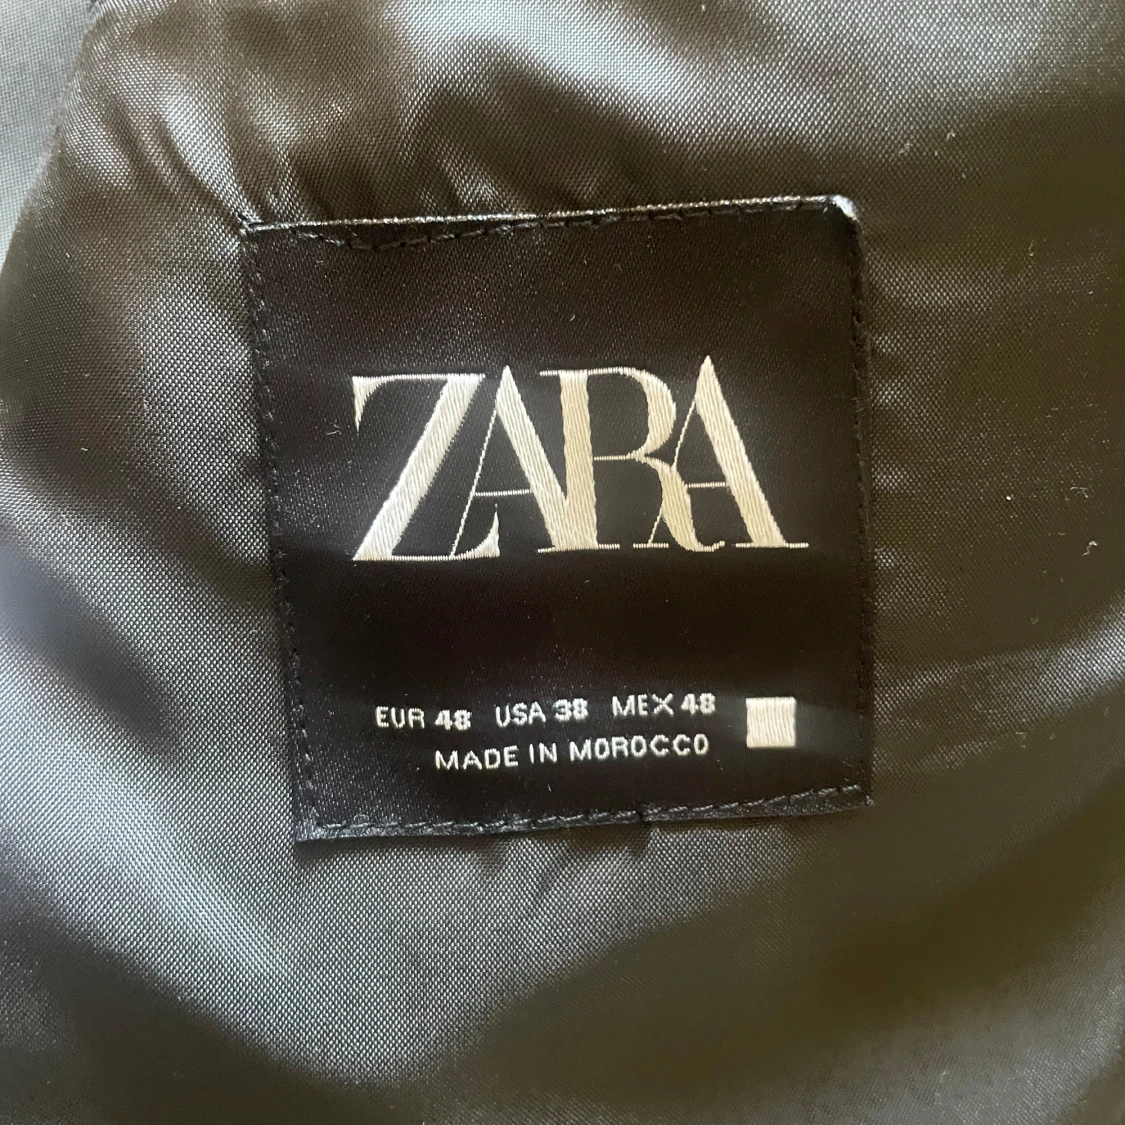 ZARA
EUR 48 USA 38 MEX 48
MADE IN MOROCCO